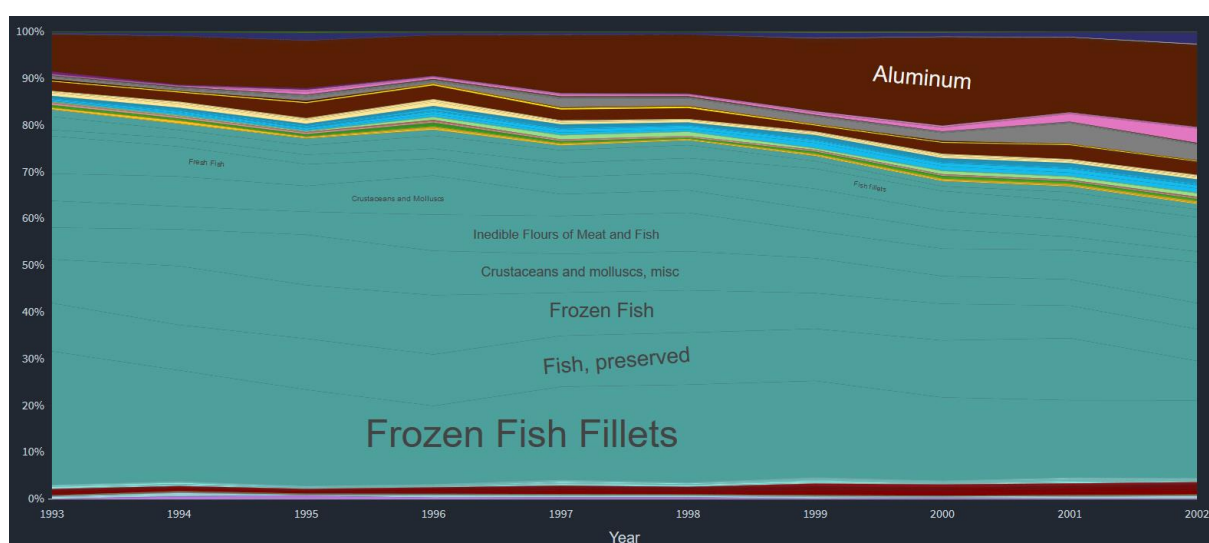 100%
90%
Aluminum
80%
70%
Fresh Fish
Fish fillets
Crustaceans and Molluscs
60%
Inedible Flours of Meat and Fish
50%
Crustaceans and molluscs, misc
40%
Frozen Fish
30%
Fish, preserved
20%
Frozen Fish Fillets
10%
0%
1993 1994 1995 1996 1997 1998 1999 2000 2001 2002
Year